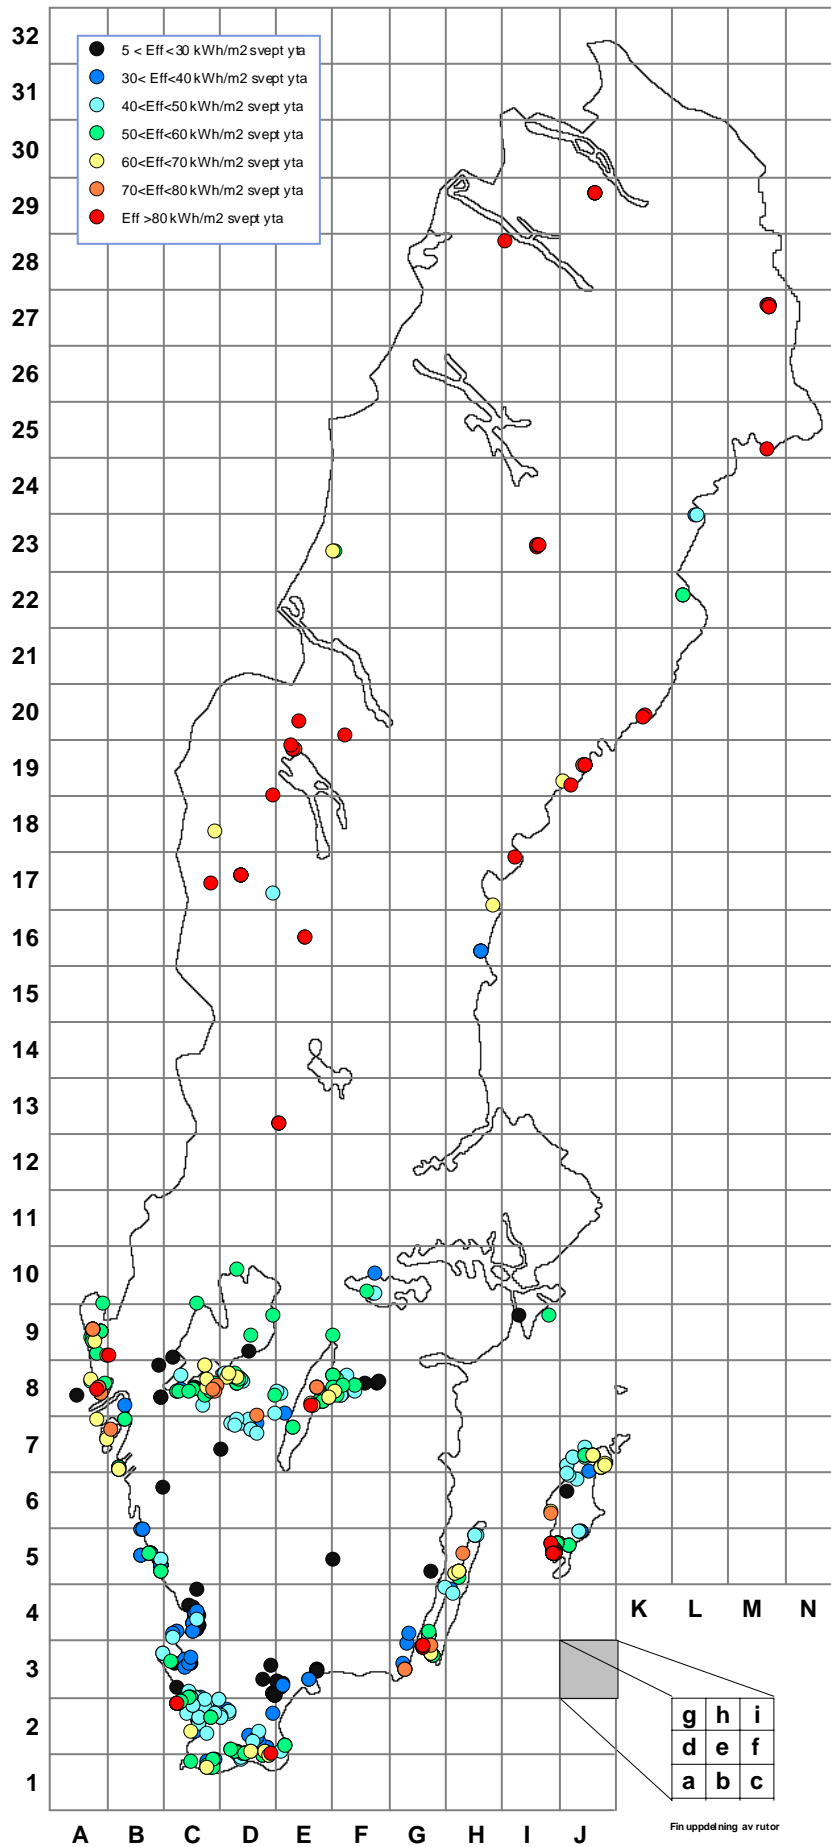 5 < Eff<30 kWh/m2 svept yta
30< Eff<40 kWh/m2 svept yta
40<Eff<50 kWh/m2 svept yta
50<Eff<60 kWh/m2 svept yta
60<Eff<70 kWh/m2 svept yta
70<Eff<80 kWh/m2 svept yta
Eff >80 kWh/m2 svept yta
32
31
30
29
28
27
26
25
24
23
22
21
20
19
18
17
16
15
14
13
12
11
10
9
8
7
6
5
4
3
2
1
K L M N
g h i
d e f
a b c
Finuppdelning av rutor
A B C D E F G H I J